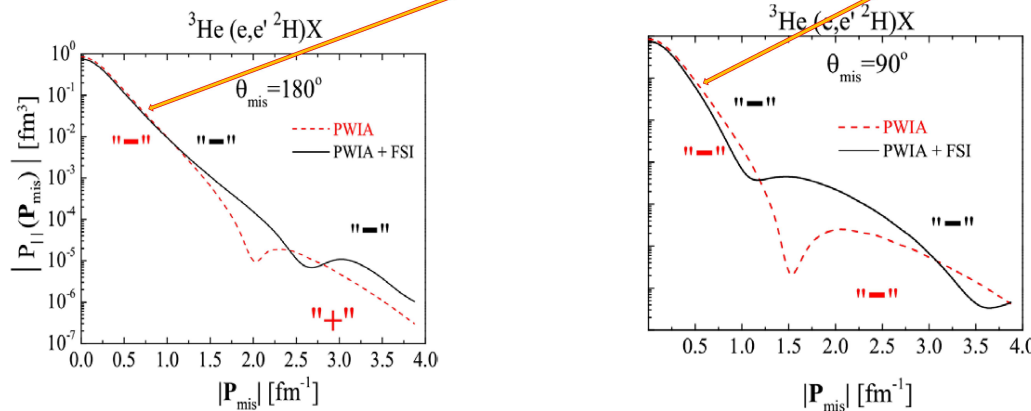 ³He (e,e' ²H)X
θmis=180°
"-" "-"
PWIA
PWIA + FSI
"-"
"+"
| P||(Pmis) | [fm³]
10⁰
10⁻¹
10⁻²
10⁻³
10⁻⁴
10⁻⁵
10⁻⁶
10⁻⁷
0.0 0.5 1.0 1.5 2.0 2.5 3.0 3.5 4.0
|Pmis| [fm⁻¹]
³He (e,e' ²H)X
θmis=90°
"-"
"-"
PWIA
PWIA + FSI
"-"
"-"
1.0 1.5 2.0 2.5 3.0 3.5 4.0
|Pmis| [fm⁻¹]